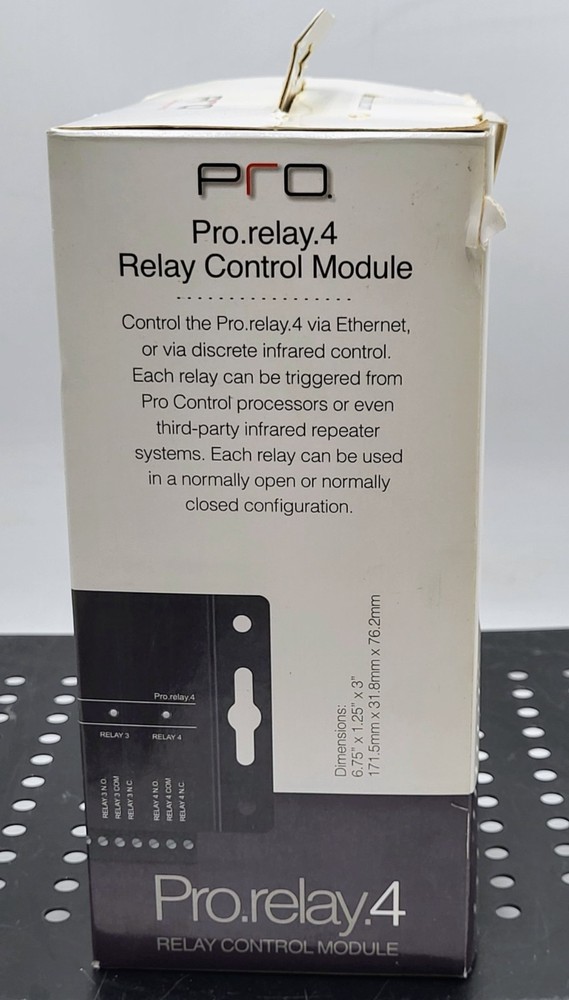 PRO.
Pro.relay.4
Relay Control Module
Control the Pro.relay.4 via Ethernet,
or via discrete infrared control.
Each relay can be triggered from
Pro Control processors or even
third-party infrared repeater
systems. Each relay can be used
in a normally open or normally
closed configuration.
Dimensions:
6.75" x 1.25" x 3"
171.5mm x 31.8mm x 76.2mm
Pro.relay.4
RELAY 3
RELAY 4
RELAY 3 N.O.
RELAY 3 COM
RELAY 3 N.C.
RELAY 4 N.O.
RELAY 4 COM
RELAY 4 N.C.
Pro.relay.4
RELAY CONTROL MODULE